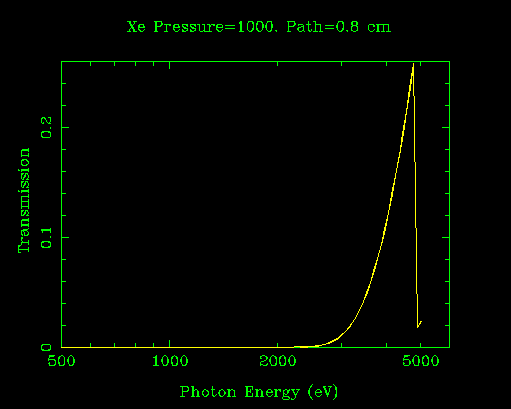 Xe Pressure=1000. Path=0.8 cm
Transmission
0.2
0.1
0
500 1000 2000 5000
Photon Energy (eV)